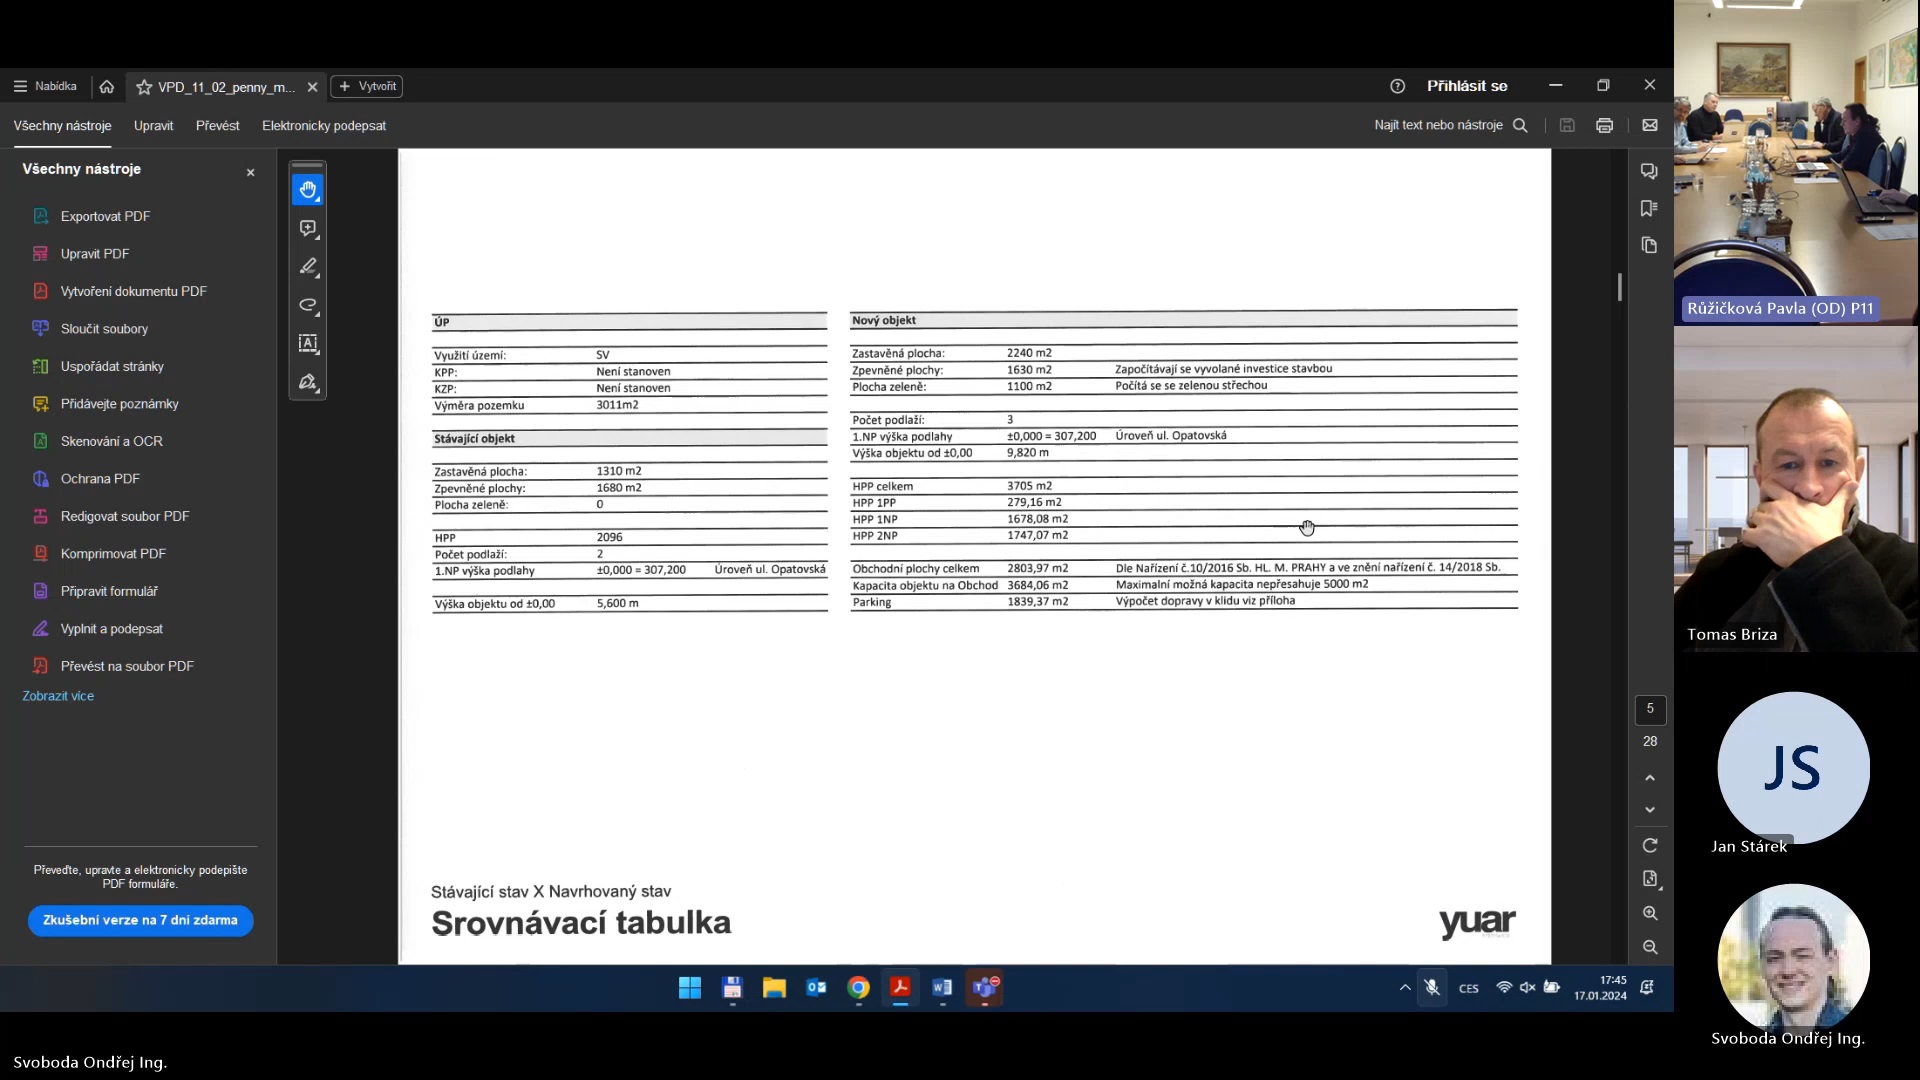 Nabídka
VPD_11_02_penny_m...
Vytvořit
Přihlásit se
Všechny nástroje
Upravit
Převést
Elektronicky podepsat
Najít text nebo nástroje
Všechny nástroje
Exportovat PDF
Upravit PDF
Vytvoření dokumentu PDF
Sloučit soubory
Uspořádat stránky
Přidávejte poznámky
Skenování a OCR
Ochrana PDF
Redigovat soubor PDF
Komprimovat PDF
Připravit formulář
Vyplnit a podepsat
Převést na soubor PDF
Zobrazit více
Převeďte, upravte a elektronicky podepište
PDF formuláře.
Zkušební verze na 7 dní zdarma
ÚP
Využití území: SV
KPP: Není stanoven
KZP: Není stanoven
Výměra pozemku 3011m2
Stávající objekt
Zastavěná plocha: 1310 m2
Zpevněné plochy: 1680 m2
Plocha zeleně: 0
HPP 2096
Počet podlaží: 2
1.NP výška podlahy ±0,000 = 307,200 Úroveň ul. Opatovská
Výška objektu od ±0,00 5,600 m
Nový objekt
Zastavěná plocha: 2240 m2
Zpevněné plochy: 1630 m2 Započítávají se vyvolané investice stavbou
Plocha zeleně: 1100 m2 Počítá se se zelenou střechou
Počet podlaží: 3
1.NP výška podlahy ±0,000 = 307,200 Úroveň ul. Opatovská
Výška objektu od ±0,00 9,820 m
HPP celkem 3705 m2
HPP 1PP 279,16 m2
HPP 1NP 1678,08 m2
HPP 2NP 1747,07 m2
Obchodní plochy celkem 2803,97 m2 Dle Nařízení č.10/2016 Sb. HL. M. PRAHY a ve znění nařízení č. 14/2018 Sb.
Kapacita objektu na Obchod 3684,06 m2 Maximalní možná kapacita nepřesahuje 5000 m2
Parking 1839,37 m2 Výpočet dopravy v klidu viz příloha
Stávající stav X Navrhovaný stav
Srovnávací tabulka
yuar
5
28
CES
17:45
17.01.2024
Růžičková Pavla (OD) P11
Tomas Briza
JS
Jan Stárek
Svoboda Ondřej Ing.
Svoboda Ondřej Ing.